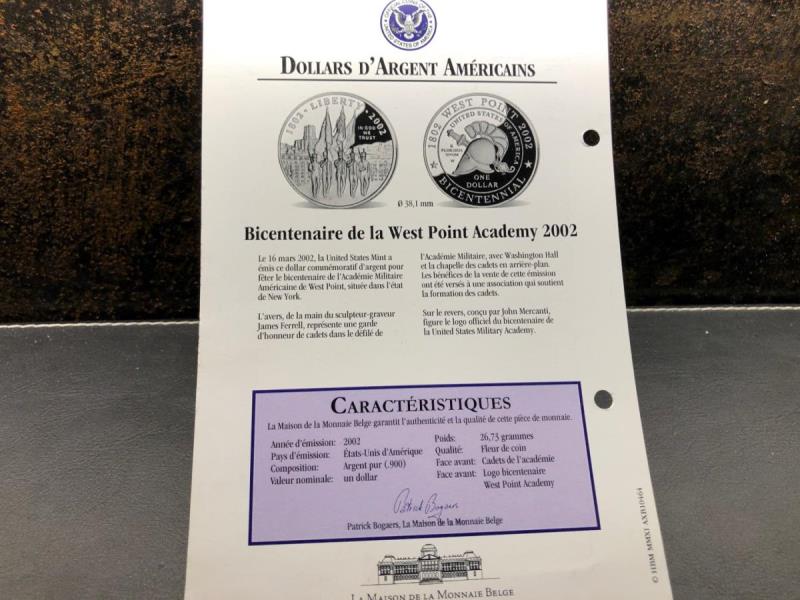 DOLLARS D'ARGENT AMÉRICAINS
1802 · LIBERTY · 2002
IN GOD
WE
TRUST
1802 WEST POINT 2002
UNITED STATES OF AMERICA
E
PLURIBUS
UNUM
W
ONE
DOLLAR
BICENTENNIAL
Ø 38,1 mm
Bicentenaire de la West Point Academy 2002
Le 16 mars 2002, la United States Mint a
émis ce dollar commémoratif d'argent pour
fêter le bicentenaire de l'Académie Militaire
Américaine de West Point, située dans l'état
de New York.
L'avers, de la main du sculpteur-graveur
James Ferrell, représente une garde
d'honneur de cadets dans le défilé de
l'Académie Militaire, avec Washington Hall
et la chapelle des cadets en arrière-plan.
Les bénéfices de la vente de cette émission
ont été versés à une association qui soutient
la formation des cadets.
Sur le revers, conçu par John Mercanti,
figure le logo officiel du bicentenaire de
la United States Military Academy.
CARACTÉRISTIQUES
La Maison de la Monnaie Belge garantit l'authenticité et la qualité de cette pièce de monnaie.
Année d'émission: 2002
Pays d'émission: États-Unis d'Amérique
Composition: Argent pur (.900)
Valeur nominale: un dollar
Poids: 26,73 grammes
Qualité: Fleur de coin
Face avant: Cadets de l'académie
Face avant: Logo bicentenaire
West Point Academy
Patrick Bogaers
Patrick Bogaers, La Maison de la Monnaie Belge
LA MAISON DE LA MONNAIE BELGE
© HBM MMXI AXB10464